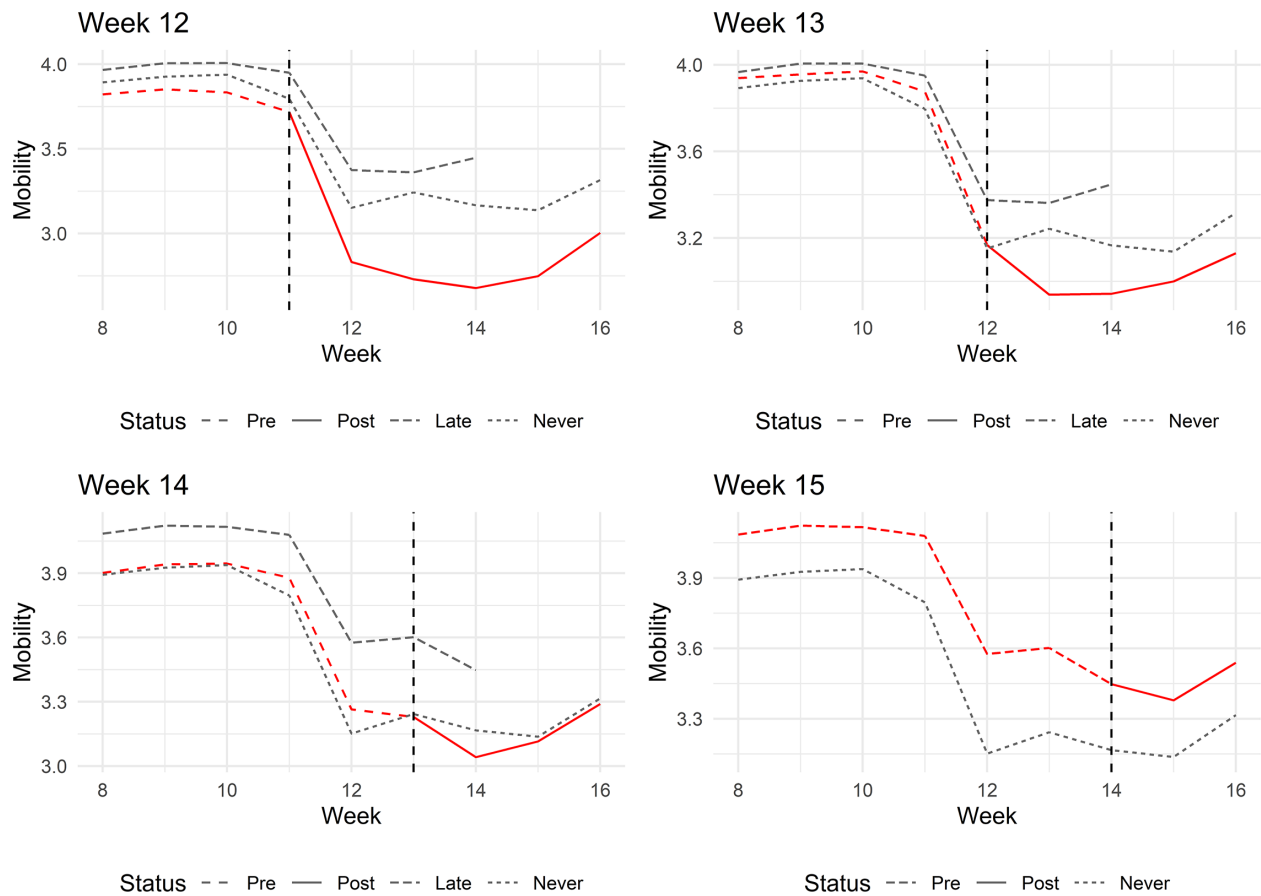 Week 12
Mobility
4.0
3.5
3.0
8 10 12 14 16
Week
Status Pre Post Late Never
Week 13
Mobility
4.0
3.6
3.2
8 10 12 14 16
Week
Status Pre Post Late Never
Week 14
Mobility
3.9
3.6
3.3
3.0
8 10 12 14 16
Week
Status Pre Post Late Never
Week 15
Mobility
3.9
3.6
3.3
8 10 12 14 16
Week
Status Pre Post Never